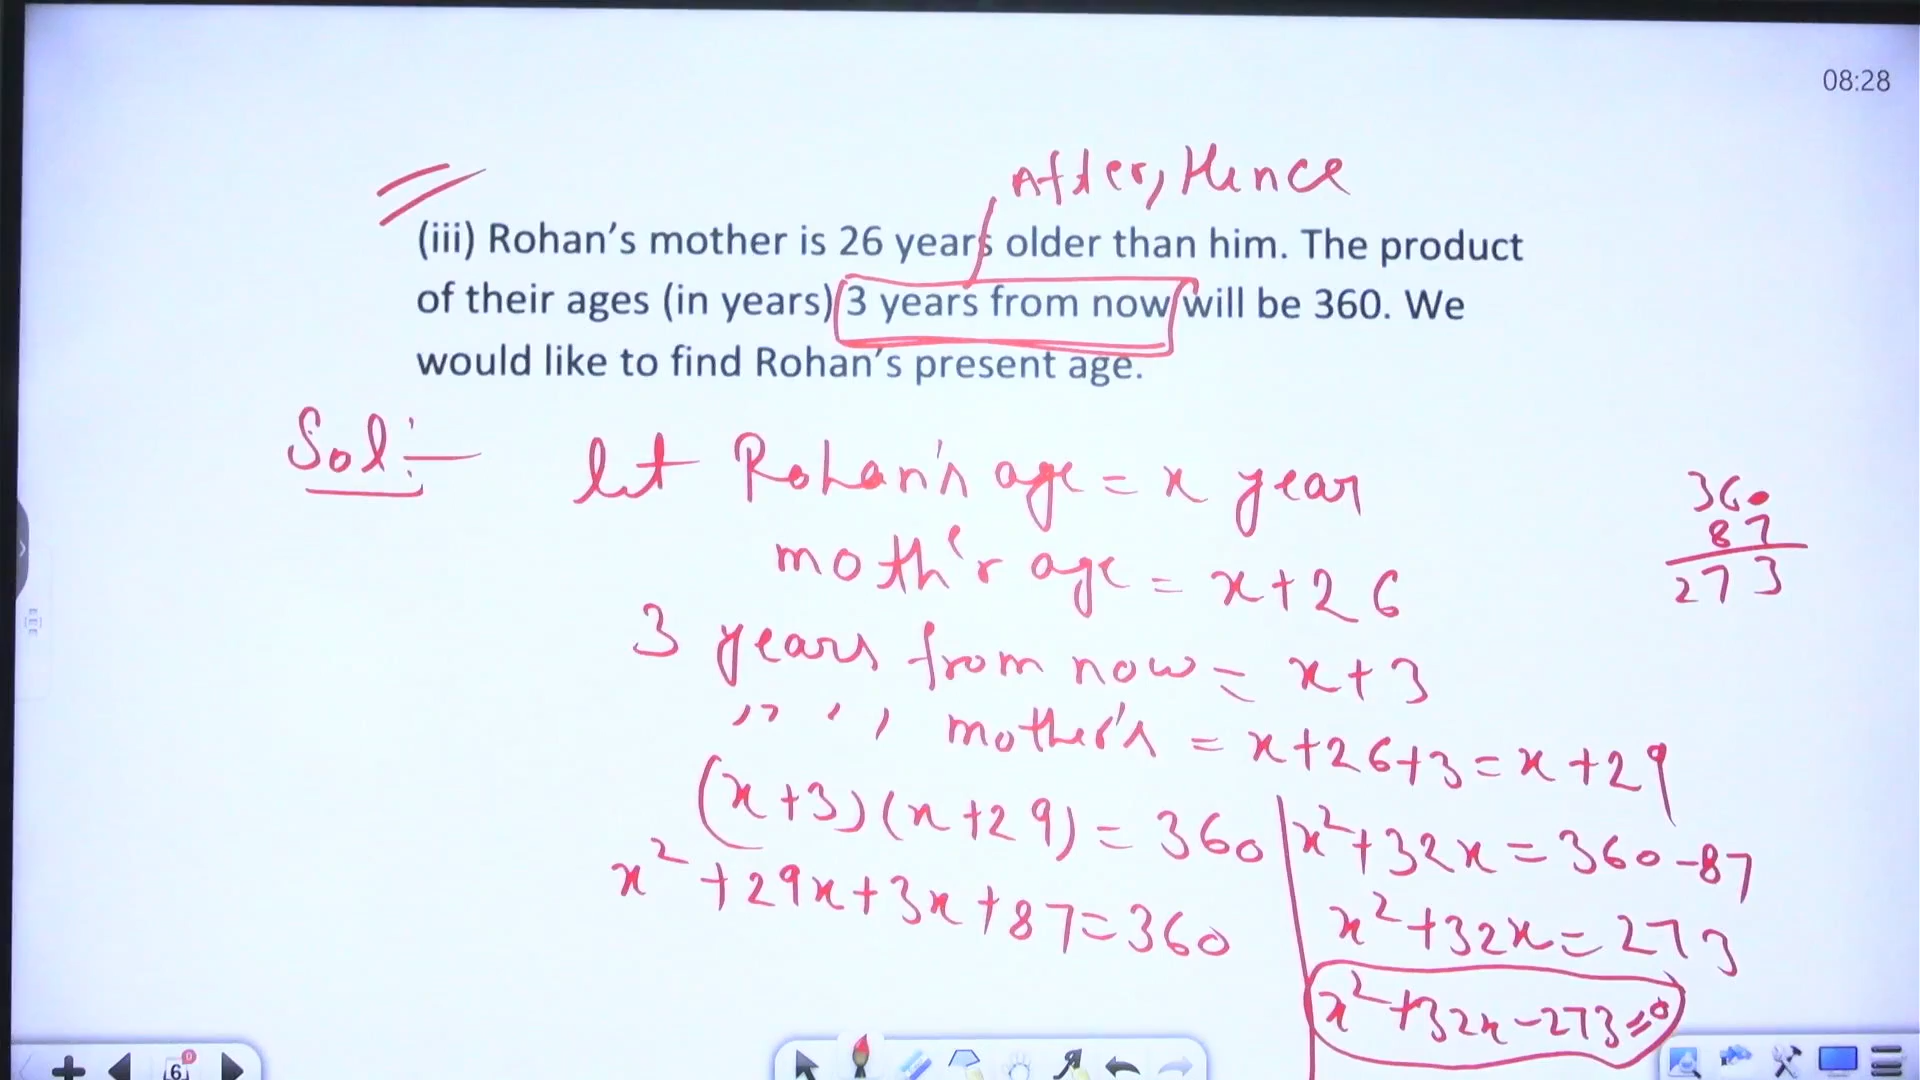 08:28
After, Hence
(iii) Rohan's mother is 26 years older than him. The product
of their ages (in years) 3 years from now will be 360. We
would like to find Rohan's present age.
Sol:-
let Rohan's age = x year
moth'r age = x+26
3 years from now = x+3
" " " mother's = x+26+3 = x+29
(x+3)(x+29) = 360
x²+29x+3x+87=360
x²+32x=360-87
x²+32x=273
x²+32x-273=0
360
87
273
6
0